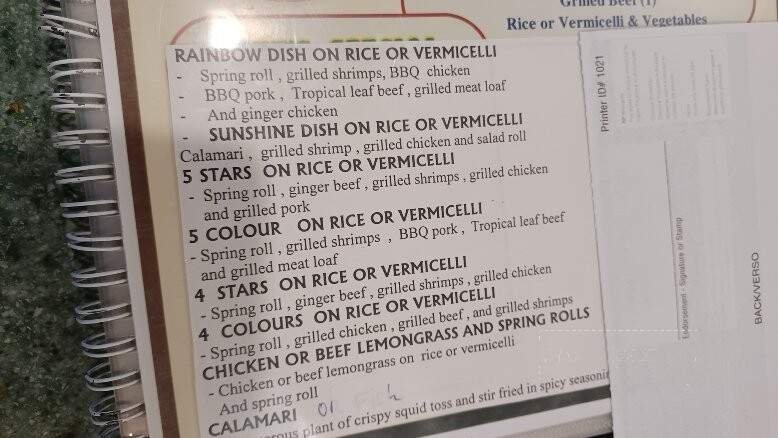 Grilled Beef (1)
Rice or Vermicelli & Vegetables
RAINBOW DISH ON RICE OR VERMICELLI
- Spring roll , grilled shrimps, BBQ chicken
- BBQ pork , Tropical leaf beef , grilled meat loaf
- And ginger chicken
- SUNSHINE DISH ON RICE OR VERMICELLI
Calamari , grilled shrimp , grilled chicken and salad roll
5 STARS ON RICE OR VERMICELLI
- Spring roll , ginger beef , grilled shrimps , grilled chicken
and grilled pork
5 COLOUR ON RICE OR VERMICELLI
- Spring roll , grilled shrimps , BBQ pork , Tropical leaf beef
and grilled meat loaf
4 STARS ON RICE OR VERMICELLI
- Spring roll , ginger beef , grilled shrimps , grilled chicken
4 COLOURS ON RICE OR VERMICELLI
- Spring roll , grilled chicken , grilled beef , and grilled shrimps
CHICKEN OR BEEF LEMONGRASS AND SPRING ROLLS
- Chicken or beef lemongrass on rice or vermicelli
And spring roll
CALAMARI
plant of crispy squid toss and stir fried in spicy
Printer ID# 1021
Endorsement - Signature or Stamp
BACK/VERSO